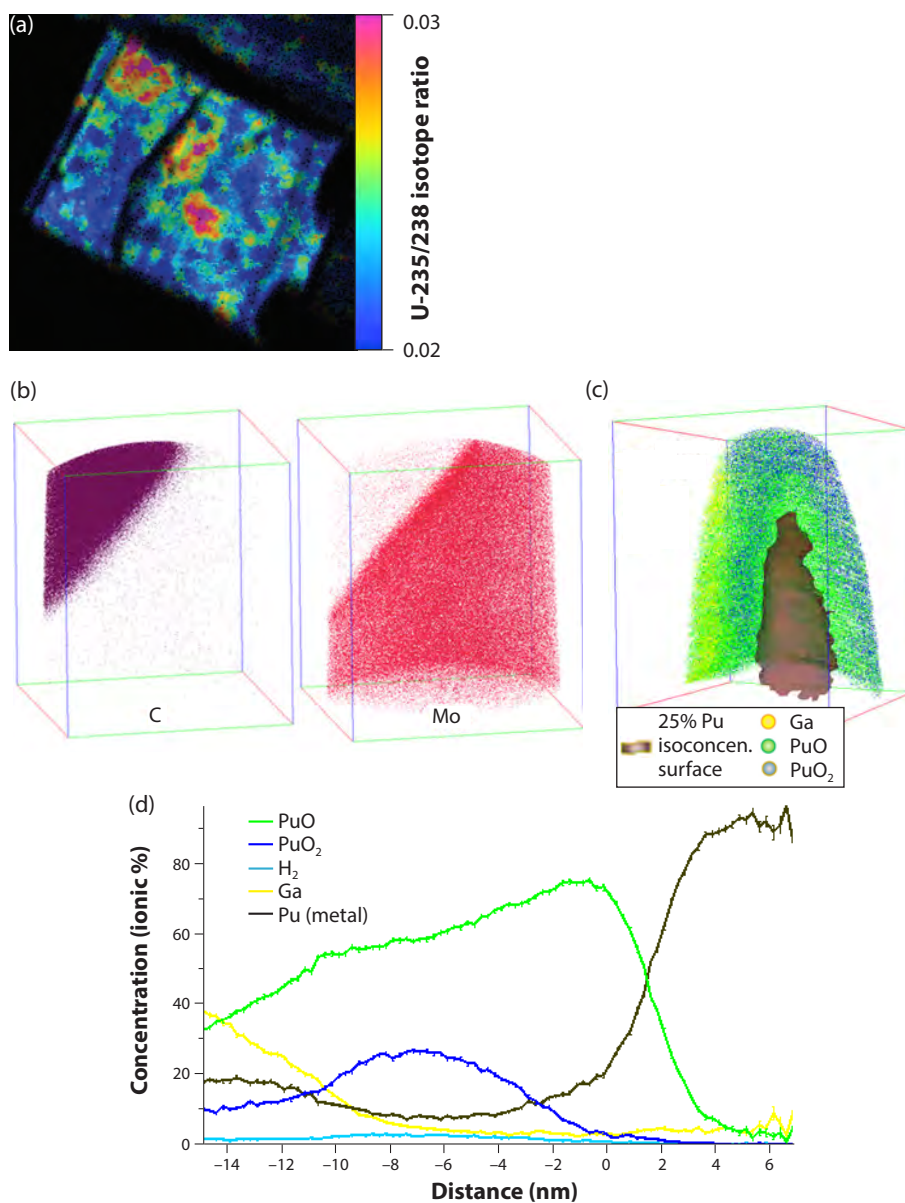 (a)
0.03
U-235/238 isotope ratio
0.02
(b)
(c)
C
Mo
25% Pu
isoconcen.
surface
Ga
PuO
PuO₂
(d)
PuO
PuO₂
H₂
Ga
Pu (metal)
Concentration (ionic %)
80
60
40
20
0
−14 −12 −10 −8 −6 −4 −2 0 2 4 6
Distance (nm)